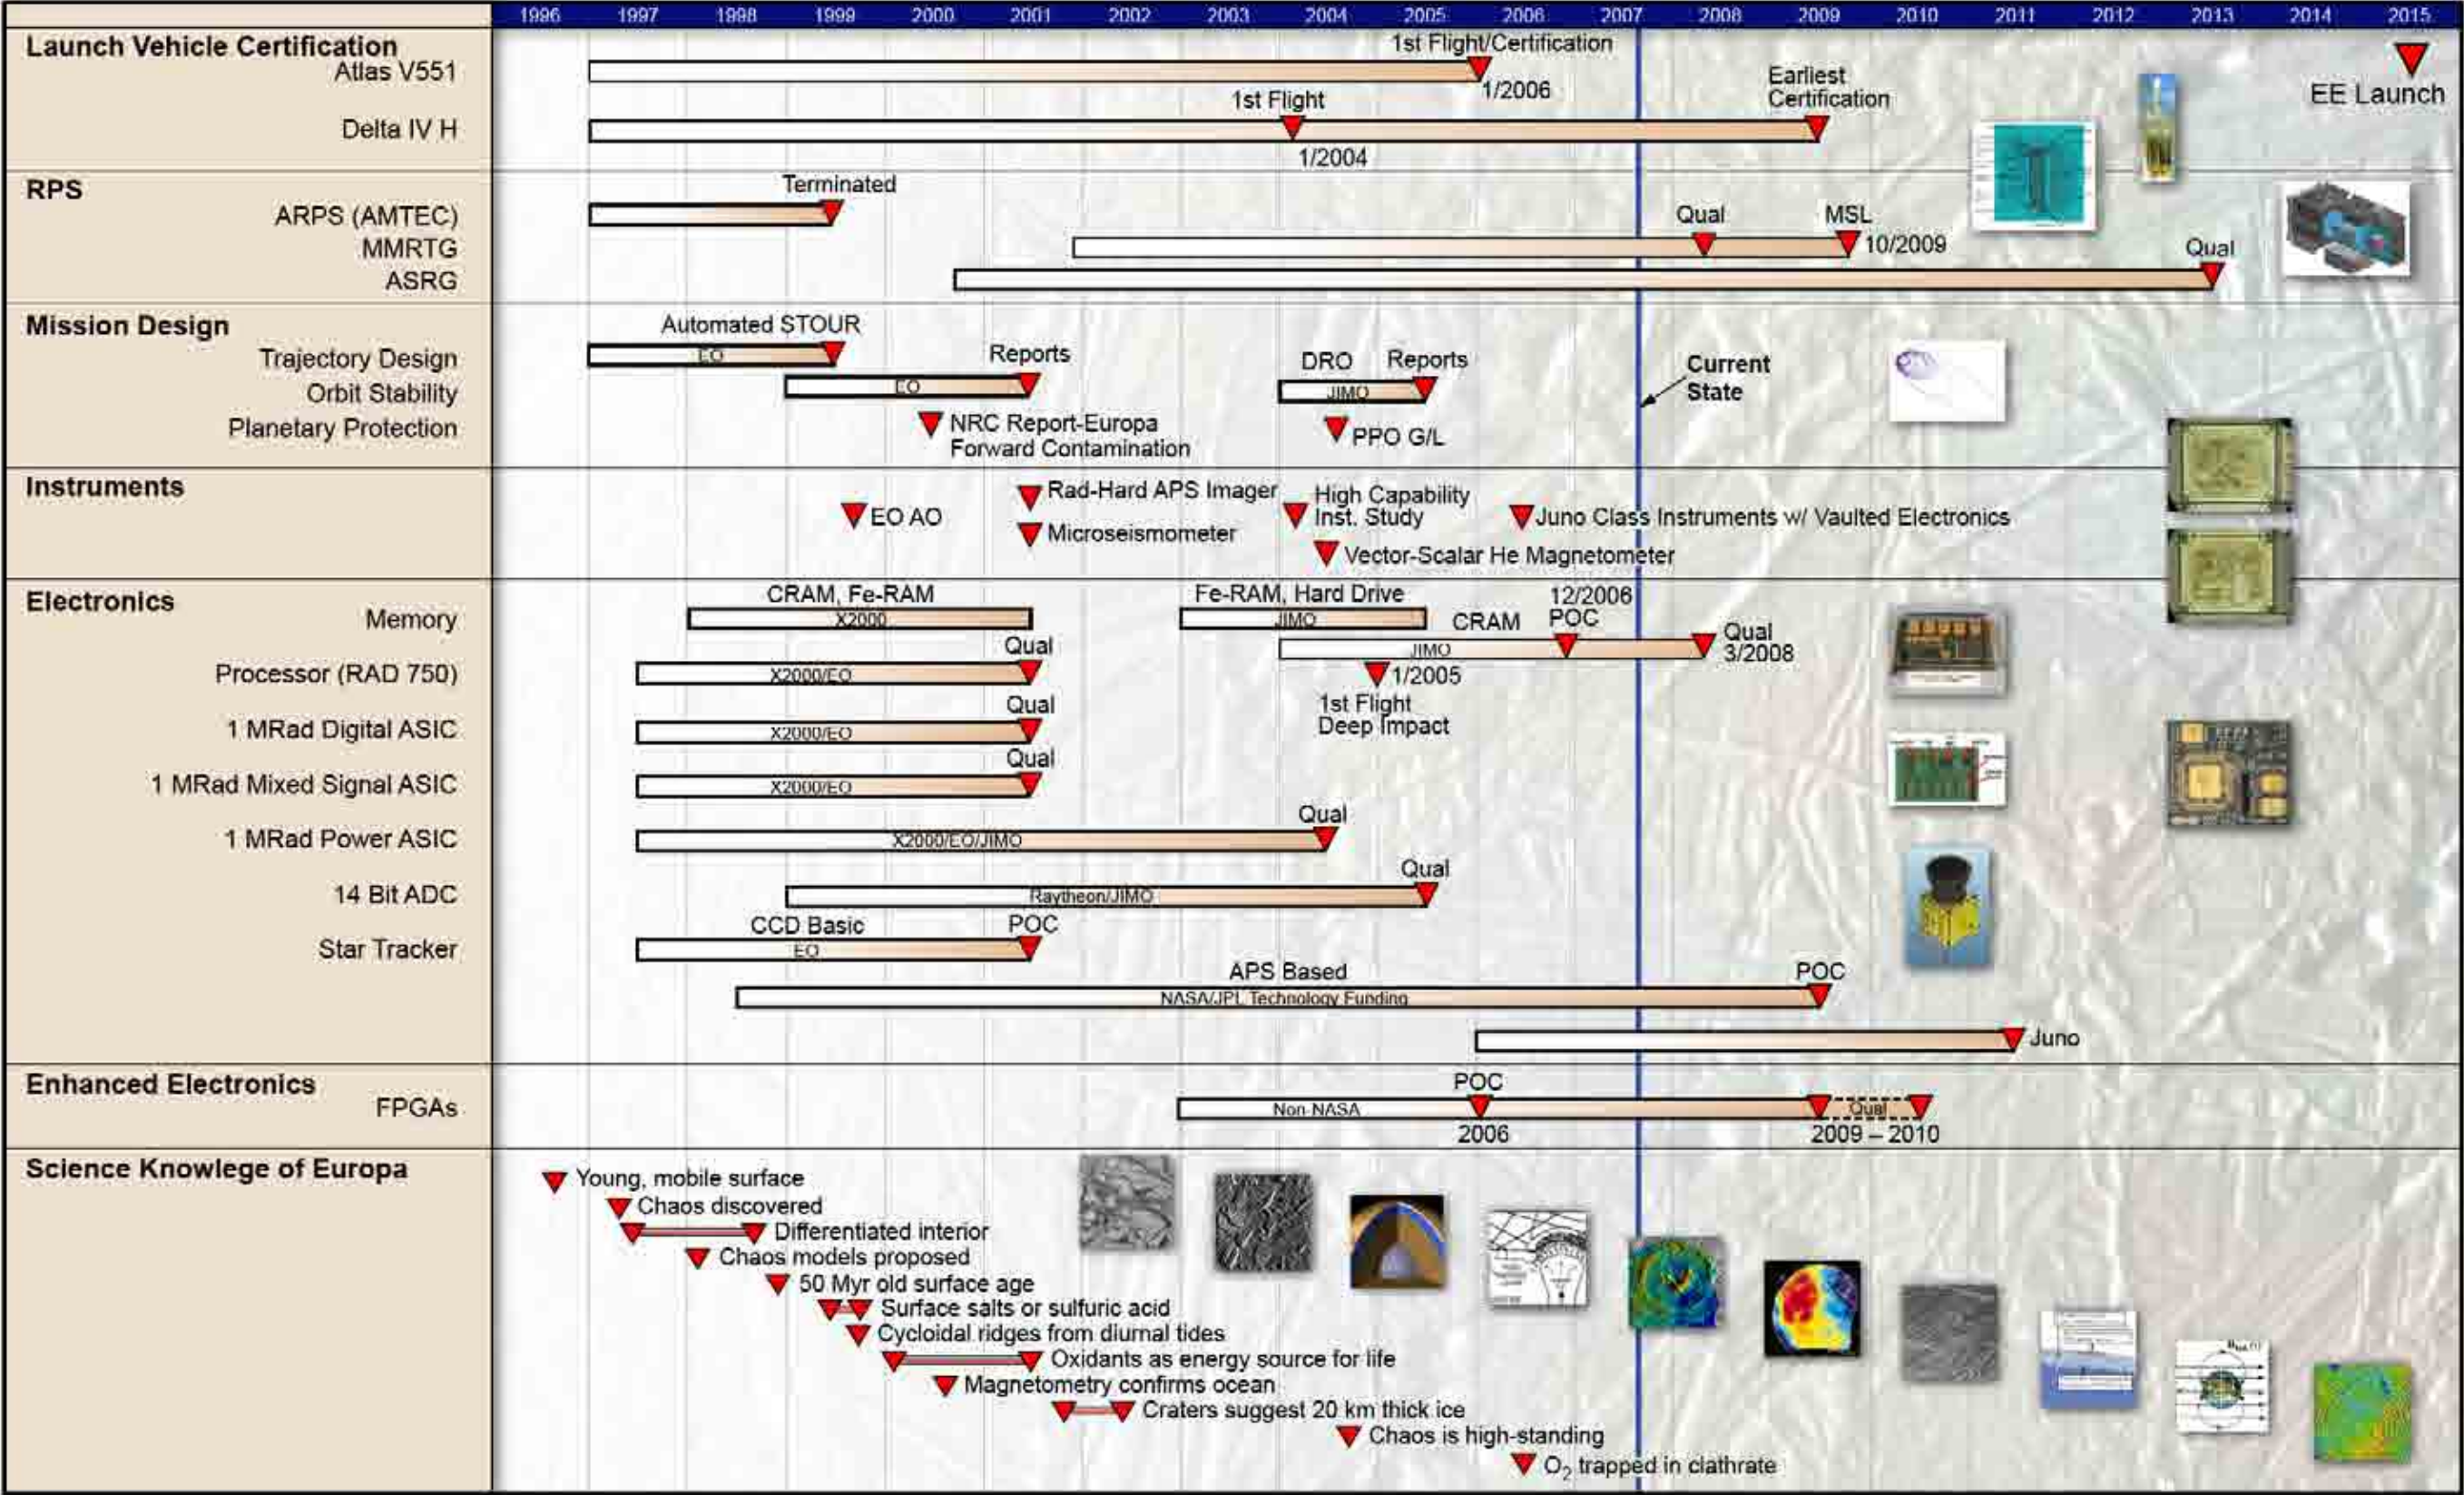 1996 1997 1998 1999 2000 2001 2002 2003 2004 2005 2006 2007 2008 2009 2010 2011 2012 2013 2014 2015
Launch Vehicle Certification
1st Flight/Certification
Atlas V551
1/2006
Earliest
Certification
EE Launch
1st Flight
Delta IV H
1/2004
RPS
Terminated
ARPS (AMTEC)
Qual MSL
MMRTG
10/2009
Qual
ASRG
Mission Design
Automated STOUR
Trajectory Design
EO
Reports
DRO Reports
Current
State
Orbit Stability
EO
JIMO
Planetary Protection
NRC Report-Europa
Forward Contamination
PPO G/L
Instruments
EO AO
Rad-Hard APS Imager
Microseismometer
High Capability
Inst. Study
Juno Class Instruments w/ Vaulted Electronics
Vector-Scalar He Magnetometer
Electronics
CRAM, Fe-RAM
Fe-RAM, Hard Drive
12/2006
Memory
X2000
JIMO
CRAM
POC
JIMO
Qual
3/2008
Qual
Processor (RAD 750)
X2000/EO
1/2005
1st Flight
Deep Impact
Qual
1 MRad Digital ASIC
X2000/EO
Qual
1 MRad Mixed Signal ASIC
X2000/EO
Qual
1 MRad Power ASIC
X2000/EO/JIMO
Qual
14 Bit ADC
Raytheon/JIMO
CCD Basic
POC
Star Tracker
EO
APS Based
POC
NASA/JPL Technology Funding
Juno
Enhanced Electronics
POC
FPGAs
Non-NASA
Qual
2006
2009 – 2010
Science Knowlege of Europa
Young, mobile surface
Chaos discovered
Differentiated interior
Chaos models proposed
50 Myr old surface age
Surface salts or sulfuric acid
Cycloidal ridges from diurnal tides
Oxidants as energy source for life
Magnetometry confirms ocean
Craters suggest 20 km thick ice
Chaos is high-standing
O₂ trapped in clathrate